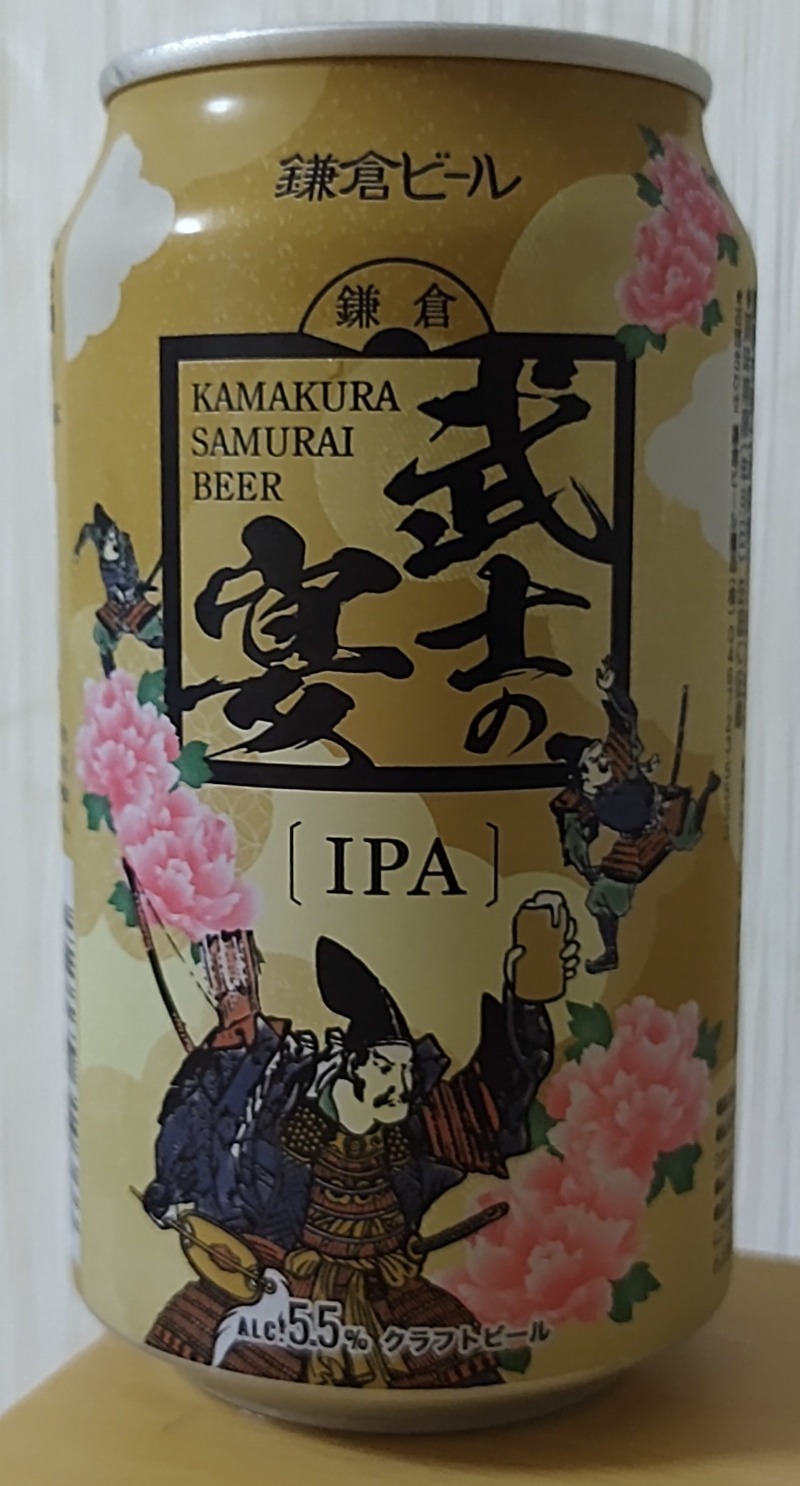 鎌倉ビール
鎌倉
KAMAKURA
SAMURAI
BEER
武士の
宴
[IPA]
ALC.5.5% クラフトビール